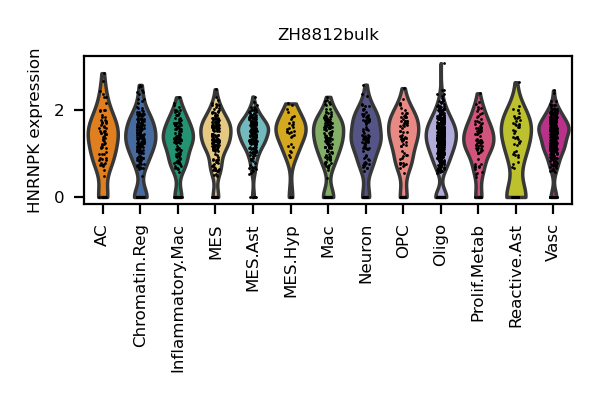 ZH8812bulk
HNRNPK expression
2
0
AC
Chromatin.Reg
Inflammatory.Mac
MES
MES.Ast
MES.Hyp
Mac
Neuron
OPC
Oligo
Prolif.Metab
Reactive.Ast
Vasc